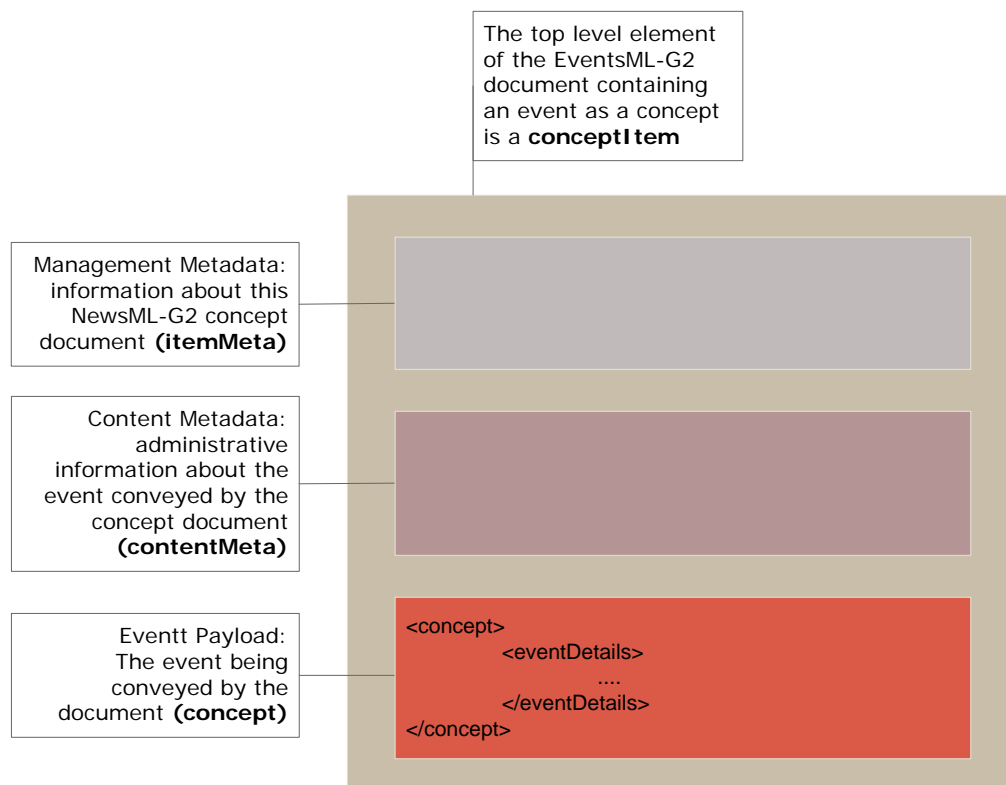 The top level element
of the EventsML-G2
document containing
an event as a concept
is a conceptItem
Management Metadata:
information about this
NewsML-G2 concept
document (itemMeta)
Content Metadata:
administrative
information about the
event conveyed by the
concept document
(contentMeta)
Eventt Payload:
The event being
conveyed by the
document (concept)
<concept>
<eventDetails>
....
</eventDetails>
</concept>